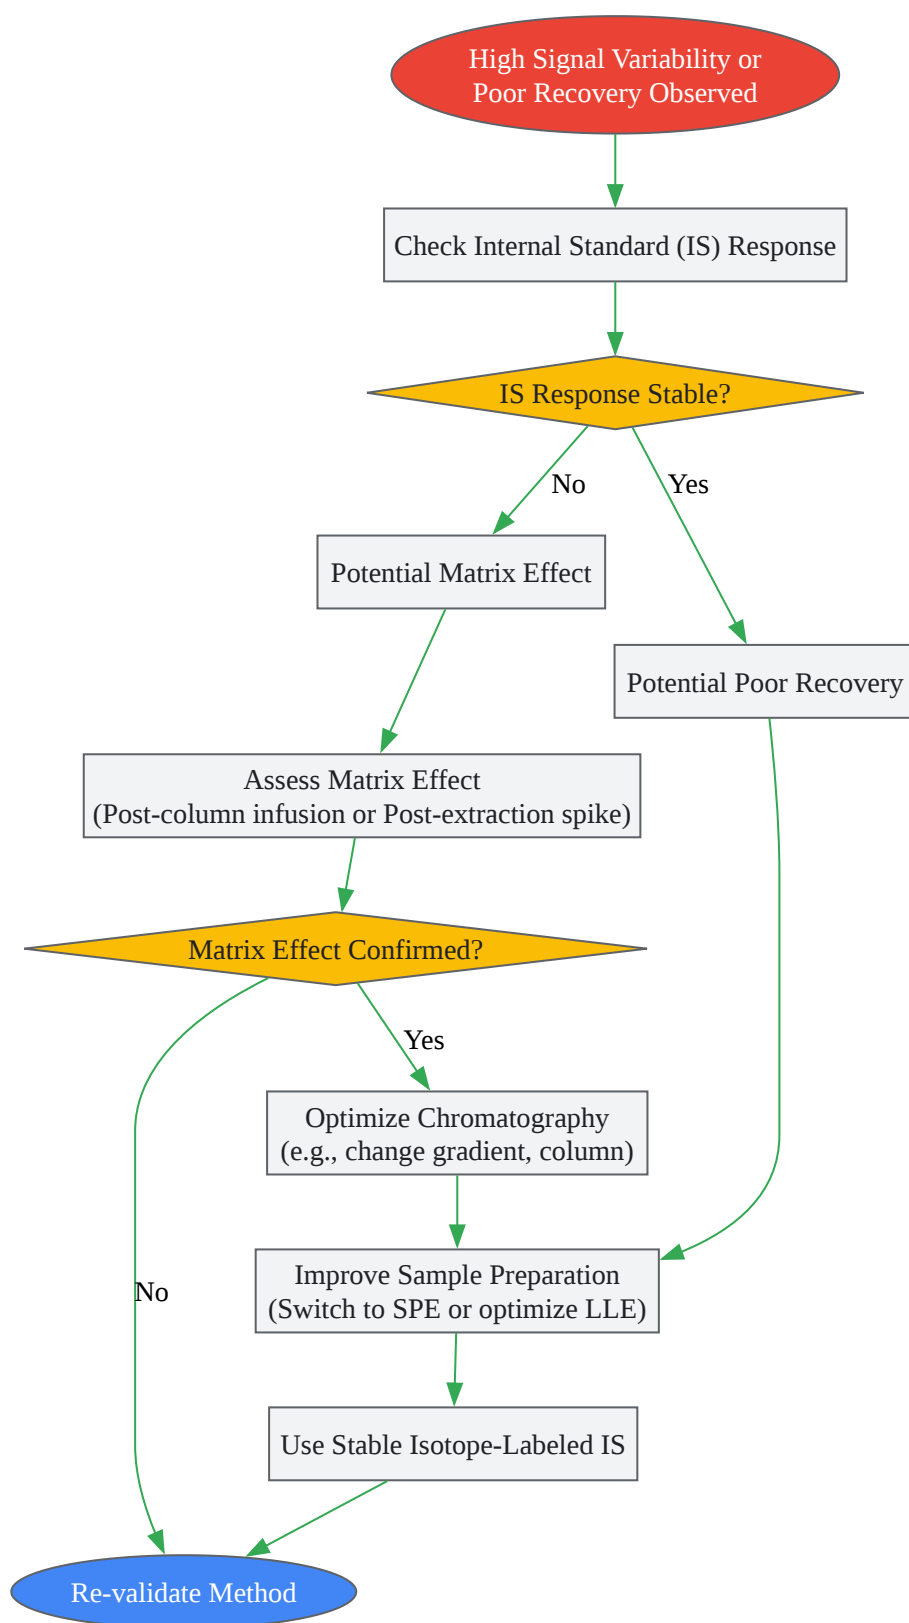 High Signal Variability or
Poor Recovery Observed
Check Internal Standard (IS) Response
IS Response Stable?
No
Yes
Potential Matrix Effect
Potential Poor Recovery
Assess Matrix Effect
(Post-column infusion or Post-extraction spike)
Matrix Effect Confirmed?
Yes
Optimize Chromatography
(e.g., change gradient, column)
Improve Sample Preparation
(Switch to SPE or optimize LLE)
No
Use Stable Isotope-Labeled IS
Re-validate Method